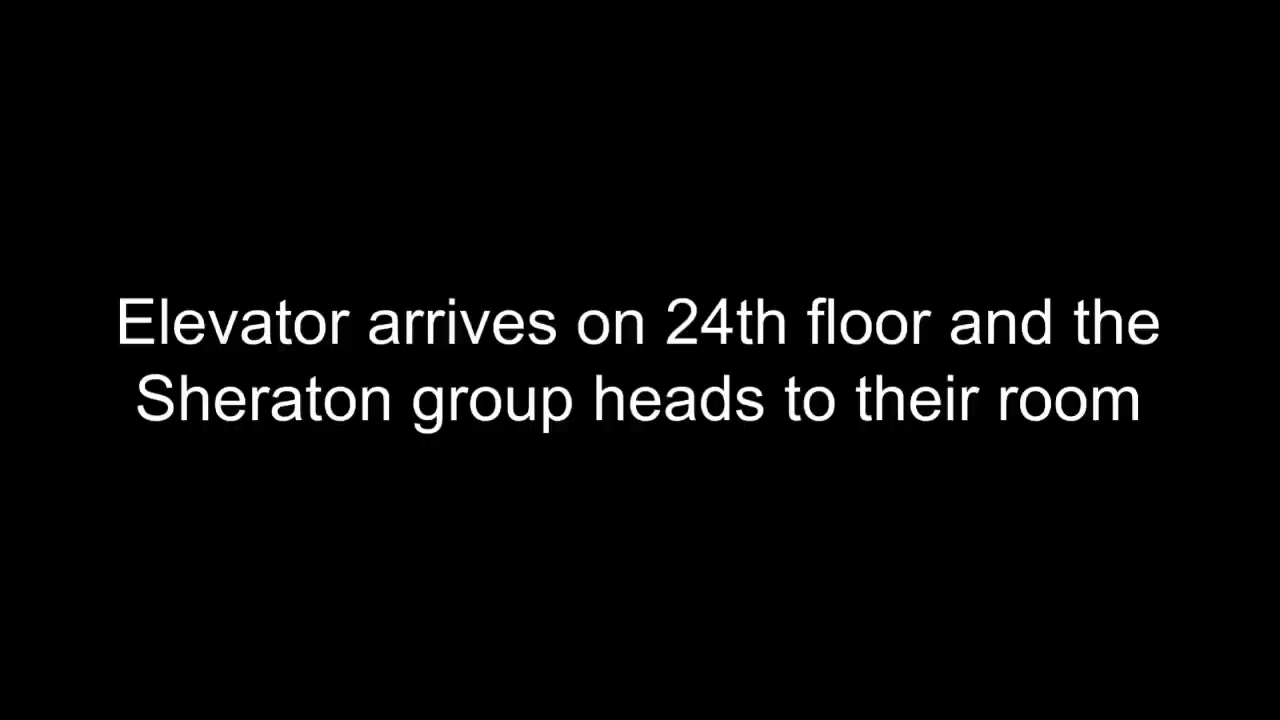 Elevator arrives on 24th floor and the
Sheraton group heads to their room